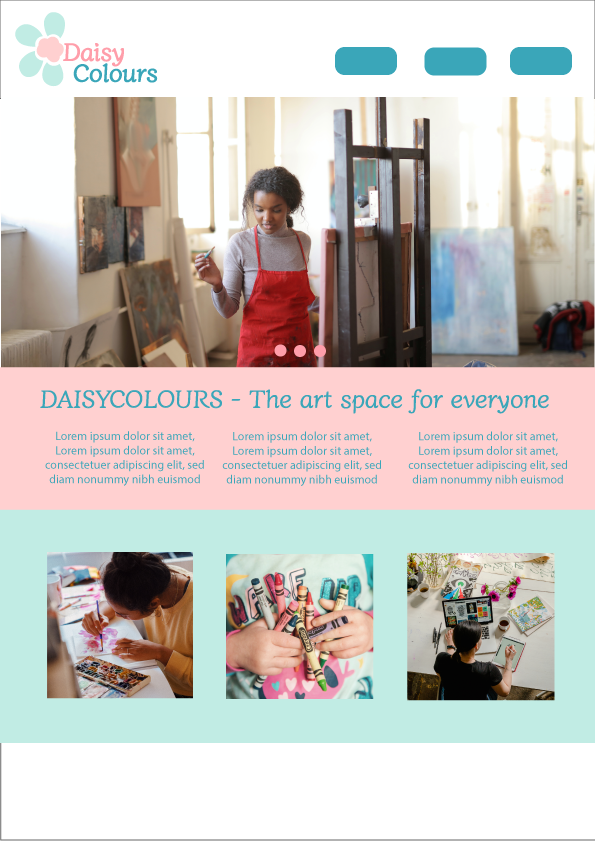 Daisy
Colours
DAISYCOLOURS - The art space for everyone
Lorem ipsum dolor sit amet,
Lorem ipsum dolor sit amet,
consectetuer adipiscing elit, sed
diam nonummy nibh euismod
Lorem ipsum dolor sit amet,
Lorem ipsum dolor sit amet,
consectetuer adipiscing elit, sed
diam nonummy nibh euismod
Lorem ipsum dolor sit amet,
Lorem ipsum dolor sit amet,
consectetuer adipiscing elit, sed
diam nonummy nibh euismod